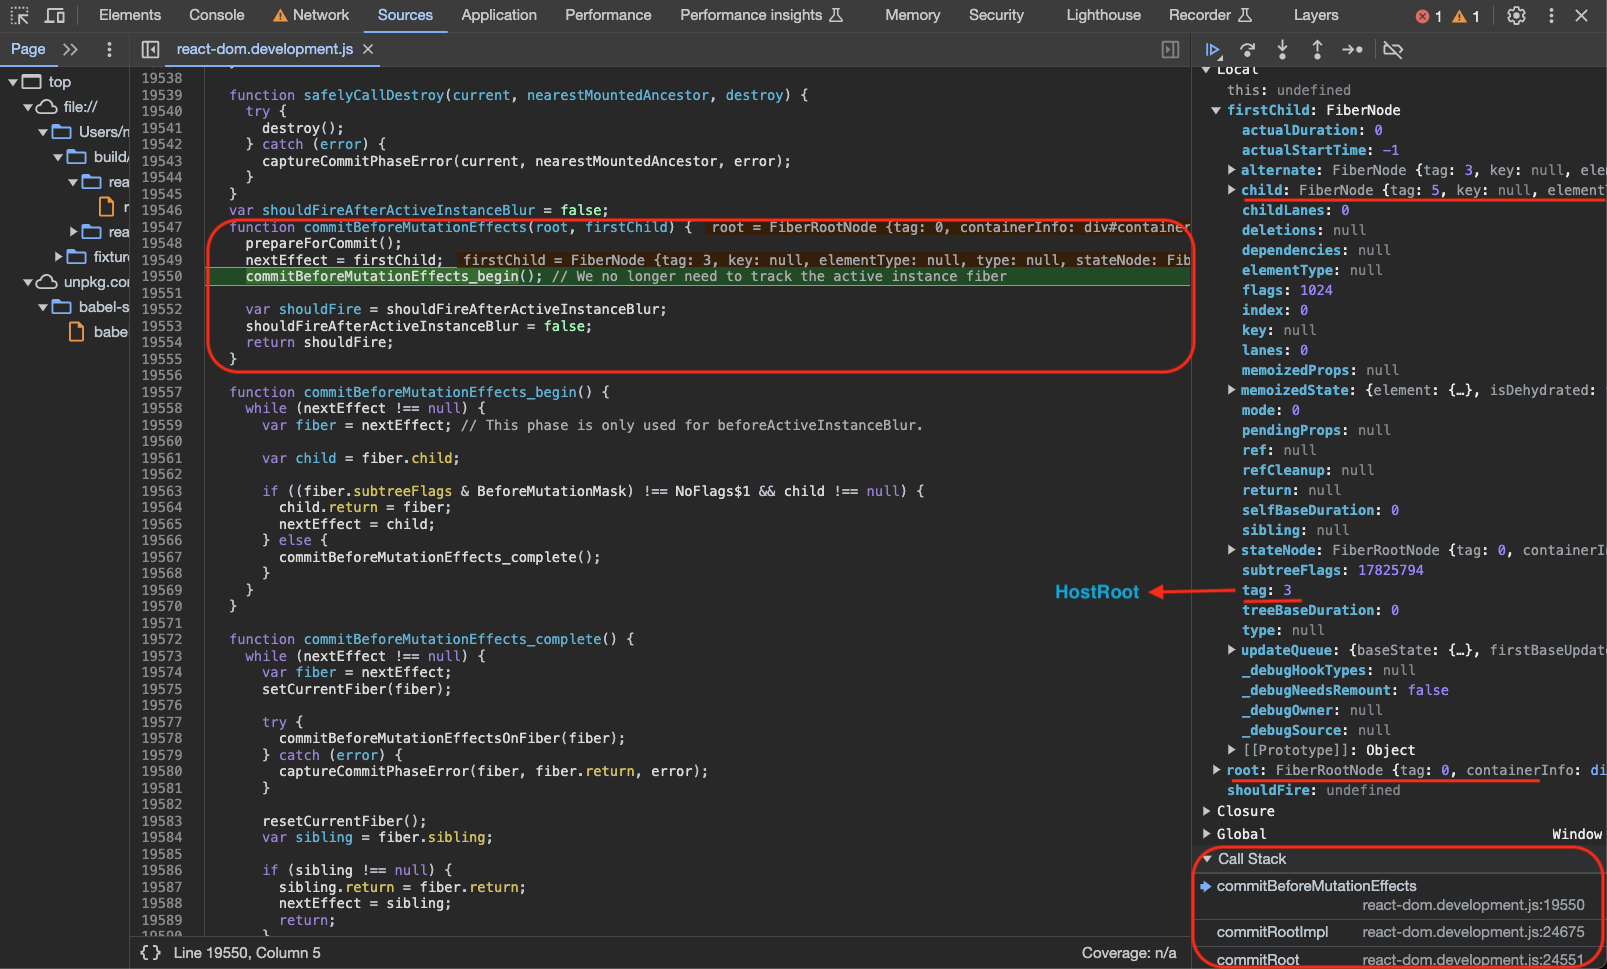 Elements Console Network Sources Application Performance Performance insights Memory Security Lighthouse Recorder Layers 1 1
Page react-dom.development.js
top
file://
Users/
build/
rea
rea
fixture
unpkg.com
babel-s
babe
19538
19539 function safelyCallDestroy(current, nearestMountedAncestor, destroy) {
19540 try {
19541 destroy();
19542 } catch (error) {
19543 captureCommitPhaseError(current, nearestMountedAncestor, error);
19544 }
19545 }
19546 var shouldFireAfterActiveInstanceBlur = false;
19547 function commitBeforeMutationEffects(root, firstChild) { root = FiberRootNode {tag: 0, containerInfo: div#container
19548 prepareForCommit();
19549 nextEffect = firstChild; firstChild = FiberNode {tag: 3, key: null, elementType: null, type: null, stateNode: Fib
19550 commitBeforeMutationEffects_begin(); // We no longer need to track the active instance fiber
19551
19552 var shouldFire = shouldFireAfterActiveInstanceBlur;
19553 shouldFireAfterActiveInstanceBlur = false;
19554 return shouldFire;
19555 }
19556
19557 function commitBeforeMutationEffects_begin() {
19558 while (nextEffect !== null) {
19559 var fiber = nextEffect; // This phase is only used for beforeActiveInstanceBlur.
19560
19561 var child = fiber.child;
19562
19563 if ((fiber.subtreeFlags & BeforeMutationMask) !== NoFlags$1 && child !== null) {
19564 child.return = fiber;
19565 nextEffect = child;
19566 } else {
19567 commitBeforeMutationEffects_complete();
19568 }
19569 }
19570 }
19571
19572 function commitBeforeMutationEffects_complete() {
19573 while (nextEffect !== null) {
19574 var fiber = nextEffect;
19575 setCurrentFiber(fiber);
19576
19577 try {
19578 commitBeforeMutationEffectsOnFiber(fiber);
19579 } catch (error) {
19580 captureCommitPhaseError(fiber, fiber.return, error);
19581 }
19582
19583 resetCurrentFiber();
19584 var sibling = fiber.sibling;
19585
19586 if (sibling !== null) {
19587 sibling.return = fiber.return;
19588 nextEffect = sibling;
19589 return;
19590 }
{} Line 19550, Column 5 Coverage: n/a
HostRoot
Local
this: undefined
firstChild: FiberNode
actualDuration: 0
actualStartTime: -1
alternate: FiberNode {tag: 3, key: null, ele
child: FiberNode {tag: 5, key: null, element
childLanes: 0
deletions: null
dependencies: null
elementType: null
flags: 1024
index: 0
key: null
lanes: 0
memoizedProps: null
memoizedState: {element: {…}, isDehydrated:
mode: 0
pendingProps: null
ref: null
refCleanup: null
return: null
selfBaseDuration: 0
sibling: null
stateNode: FiberRootNode {tag: 0, containerI
subtreeFlags: 17825794
tag: 3
treeBaseDuration: 0
type: null
updateQueue: {baseState: {…}, firstBaseUpdat
_debugHookTypes: null
_debugNeedsRemount: false
_debugOwner: null
_debugSource: null
[[Prototype]]: Object
root: FiberRootNode {tag: 0, containerInfo: di
shouldFire: undefined
Closure
Global Window
Call Stack
commitBeforeMutationEffects
react-dom.development.js:19550
commitRootImpl react-dom.development.js:24675
commitRoot react-dom.development.js:24551